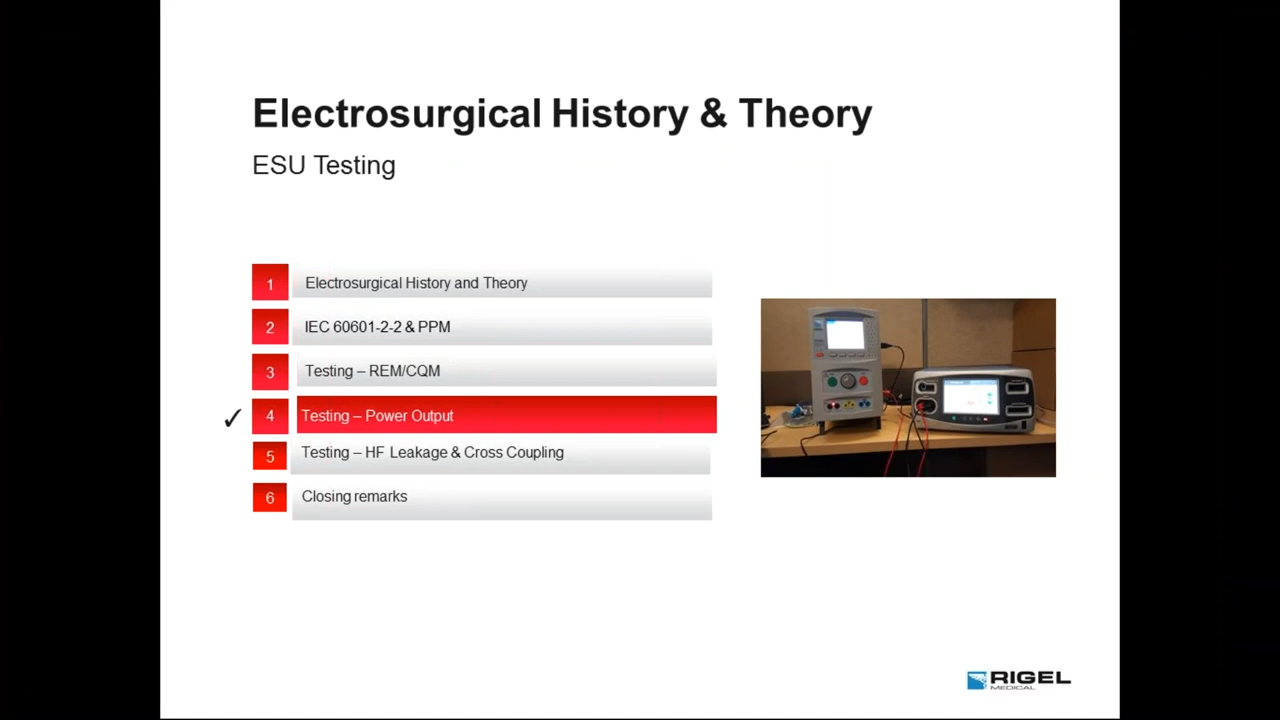 Electrosurgical History & Theory
ESU Testing
1 Electrosurgical History and Theory
2 IEC 60601-2-2 & PPM
3 Testing – REM/CQM
✓ 4 Testing – Power Output
5 Testing – HF Leakage & Cross Coupling
6 Closing remarks
RIGEL
MEDICAL